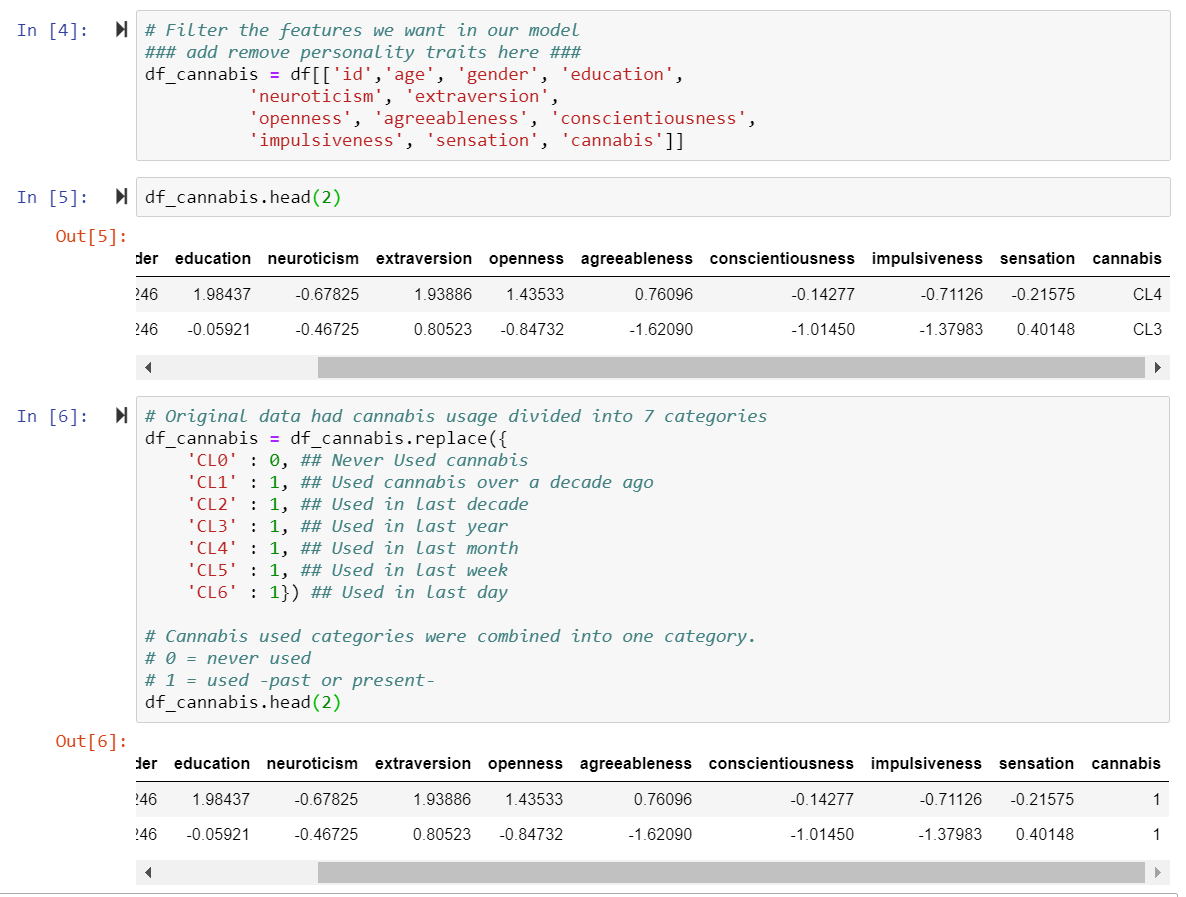 In [4]:
# Filter the features we want in our model
### add remove personality traits here ###
df_cannabis = df[['id','age', 'gender', 'education',
'neuroticism', 'extraversion',
'openness', 'agreeableness', 'conscientiousness',
'impulsiveness', 'sensation', 'cannabis']]
In [5]:
df_cannabis.head(2)
Out[5]:
der education neuroticism extraversion openness agreeableness conscientiousness impulsiveness sensation cannabis
246 1.98437 -0.67825 1.93886 1.43533 0.76096 -0.14277 -0.71126 -0.21575 CL4
246 -0.05921 -0.46725 0.80523 -0.84732 -1.62090 -1.01450 -1.37983 0.40148 CL3
In [6]:
# Original data had cannabis usage divided into 7 categories
df_cannabis = df_cannabis.replace({
'CL0' : 0, ## Never Used cannabis
'CL1' : 1, ## Used cannabis over a decade ago
'CL2' : 1, ## Used in last decade
'CL3' : 1, ## Used in last year
'CL4' : 1, ## Used in last month
'CL5' : 1, ## Used in last week
'CL6' : 1}) ## Used in last day
# Cannabis used categories were combined into one category.
# 0 = never used
# 1 = used -past or present-
df_cannabis.head(2)
Out[6]:
der education neuroticism extraversion openness agreeableness conscientiousness impulsiveness sensation cannabis
246 1.98437 -0.67825 1.93886 1.43533 0.76096 -0.14277 -0.71126 -0.21575 1
246 -0.05921 -0.46725 0.80523 -0.84732 -1.62090 -1.01450 -1.37983 0.40148 1